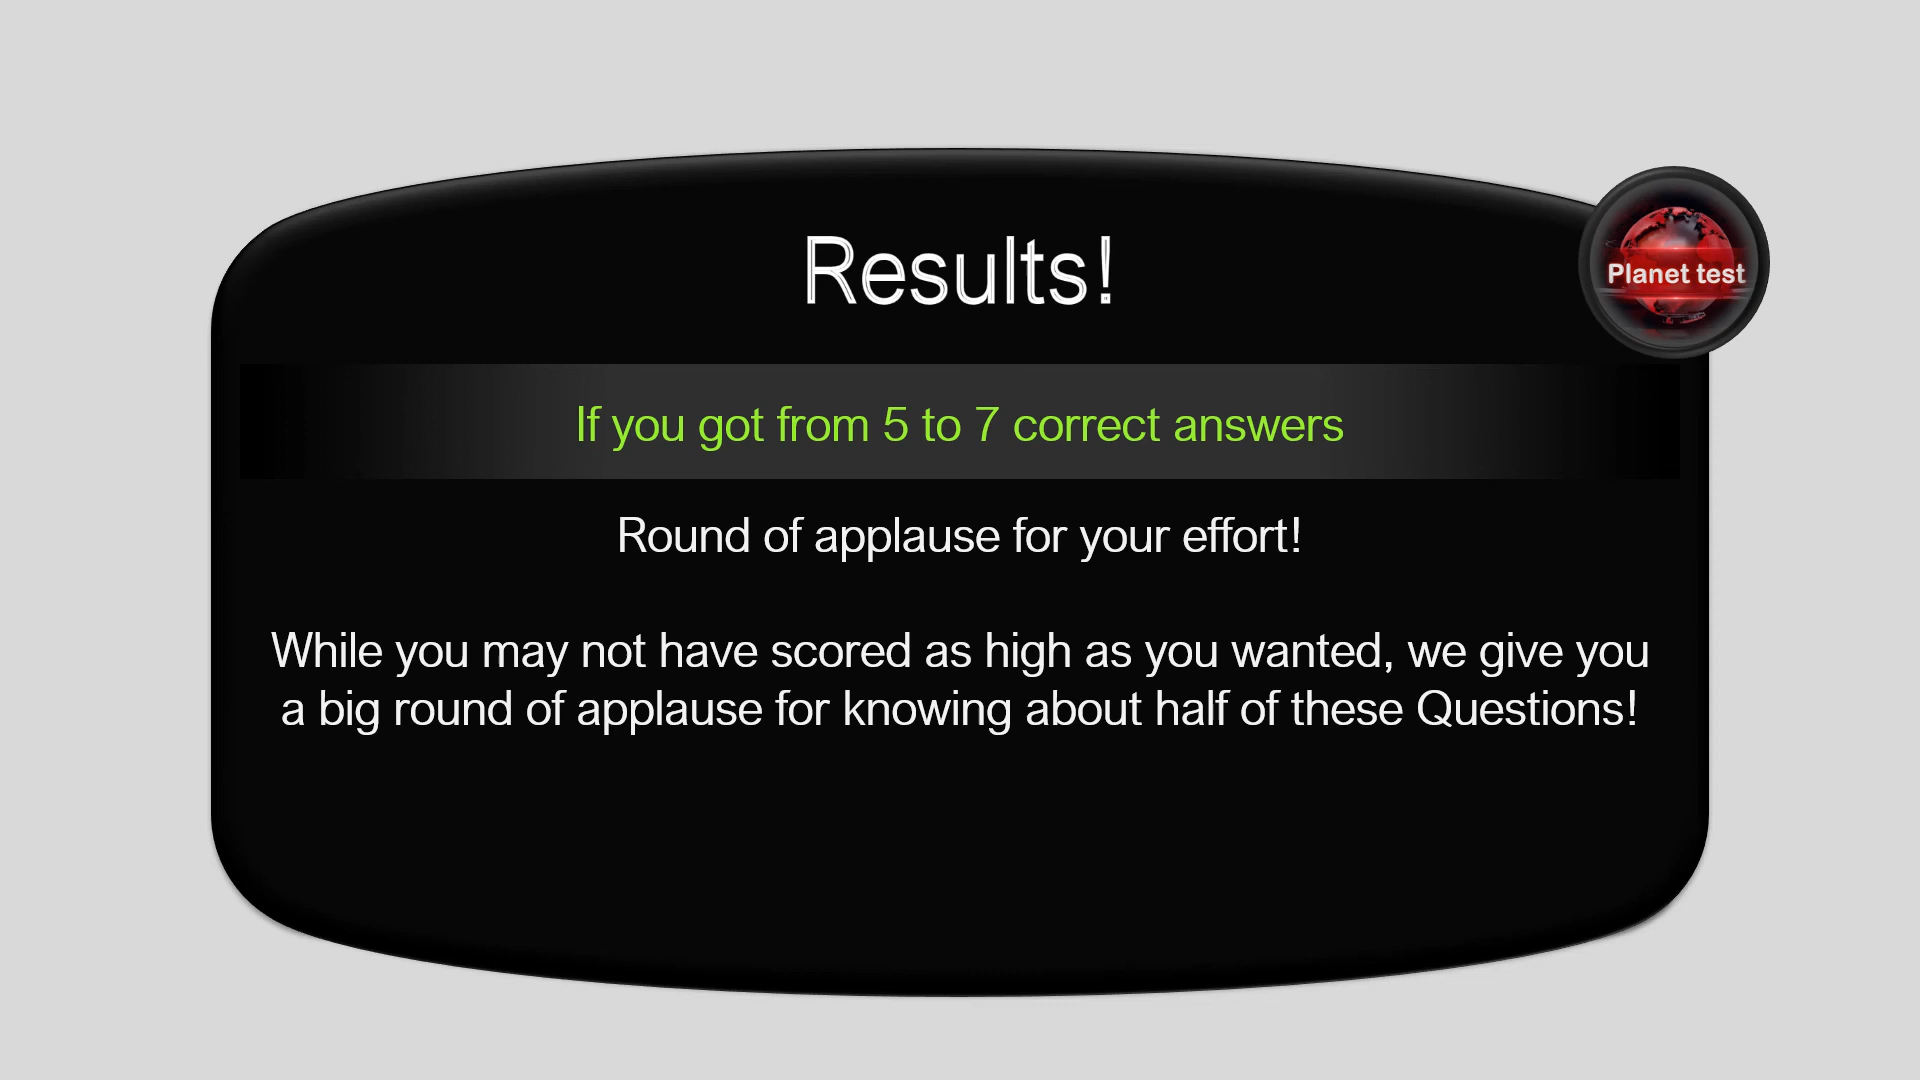 Results!
Planet test
If you got from 5 to 7 correct answers
Round of applause for your effort!
While you may not have scored as high as you wanted, we give you
a big round of applause for knowing about half of these Questions!